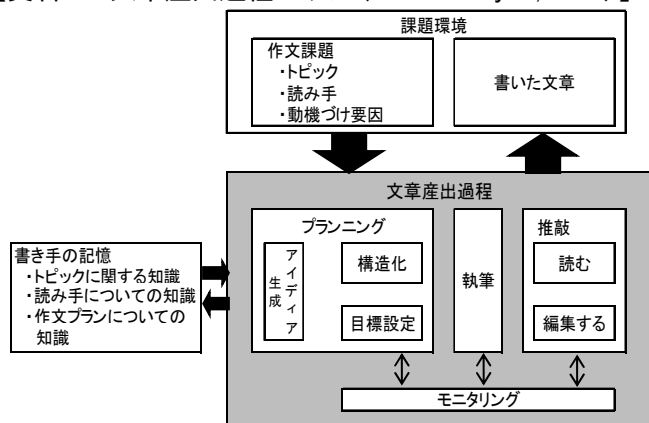 課題環境
作文課題
・トピック
・読み手
・動機づけ要因
書いた文章
文章産出過程
プランニング
アイディア
生成
構造化
目標設定
執筆
推敲
読む
編集する
モニタリング
書き手の記憶
・トピックに関する知識
・読み手についての知識
・作文プランについての
知識